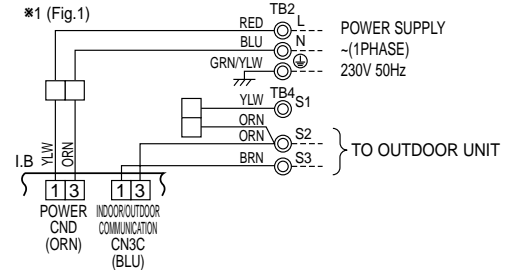 *1 (Fig.1)
TB2
RED L
BLU N
GRN/YLW
POWER SUPPLY
~(1PHASE)
230V 50Hz
TB4
YLW S1
ORN
ORN S2
BRN S3
TO OUTDOOR UNIT
YLW
ORN
I.B
1 3
1 3
POWER
CND
(ORN)
INDOOR/OUTDOOR
COMMUNICATION
CN3C
(BLU)